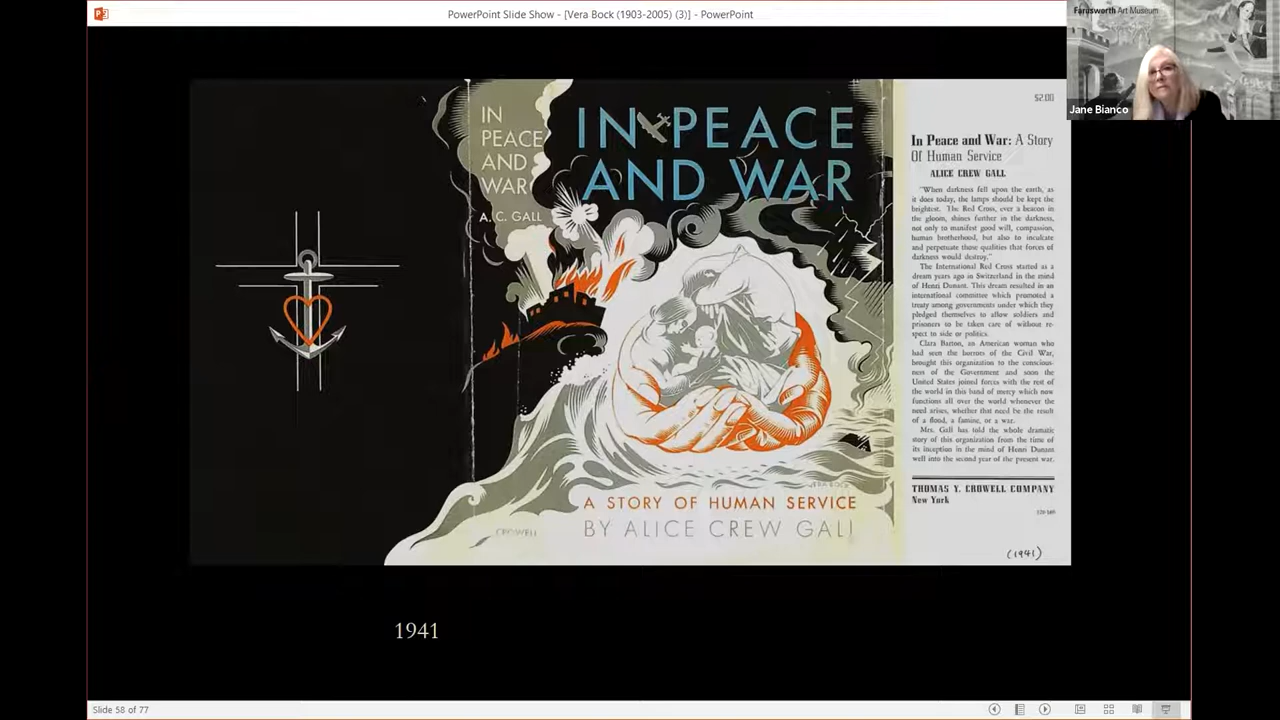 PowerPoint Slide Show - [Vera Bock (1903-2005) (3)] - PowerPoint
Farnsworth Art Museum
Jane Bianco
IN
PEACE
AND
WAR
A. C. GALL
CROWELL
IN PEACE
AND WAR
VERA BOCK
A STORY OF HUMAN SERVICE
BY ALICE CREW GALL
$2.00
In Peace and War: A Story
Of Human Service
ALICE CREW GALL
"When darkness fell upon the earth, as
it does today, the lamps should be kept the
brightest. The Red Cross, ever a beacon in
the gloom, shines further in the darkness,
not only to manifest good will, compassion,
human brotherhood, but also to inculcate
and perpetuate those qualities that forces of
darkness would destroy."
The International Red Cross started as a
dream years ago in Switzerland in the mind
of Henri Dunant. This dream resulted in an
international committee which promoted a
treaty among governments under which they
pledged themselves to allow soldiers and
prisoners to be taken care of without re-
spect to side or politics.
Clara Barton, an American woman who
had seen the horrors of the Civil War,
brought this organization to the conscious-
ness of the Government and soon the
United States joined forces with the rest of
the world in this band of mercy which now
functions all over the world whenever the
need arises, whether that need be the result
of a flood, a famine, or a war.
Mrs. Gall has told the whole dramatic
story of this organization from the time of
its inception in the mind of Henri Dunant
well into the second year of the present war.
THOMAS Y. CROWELL COMPANY
New York
(1941)
1941
Slide 58 of 77